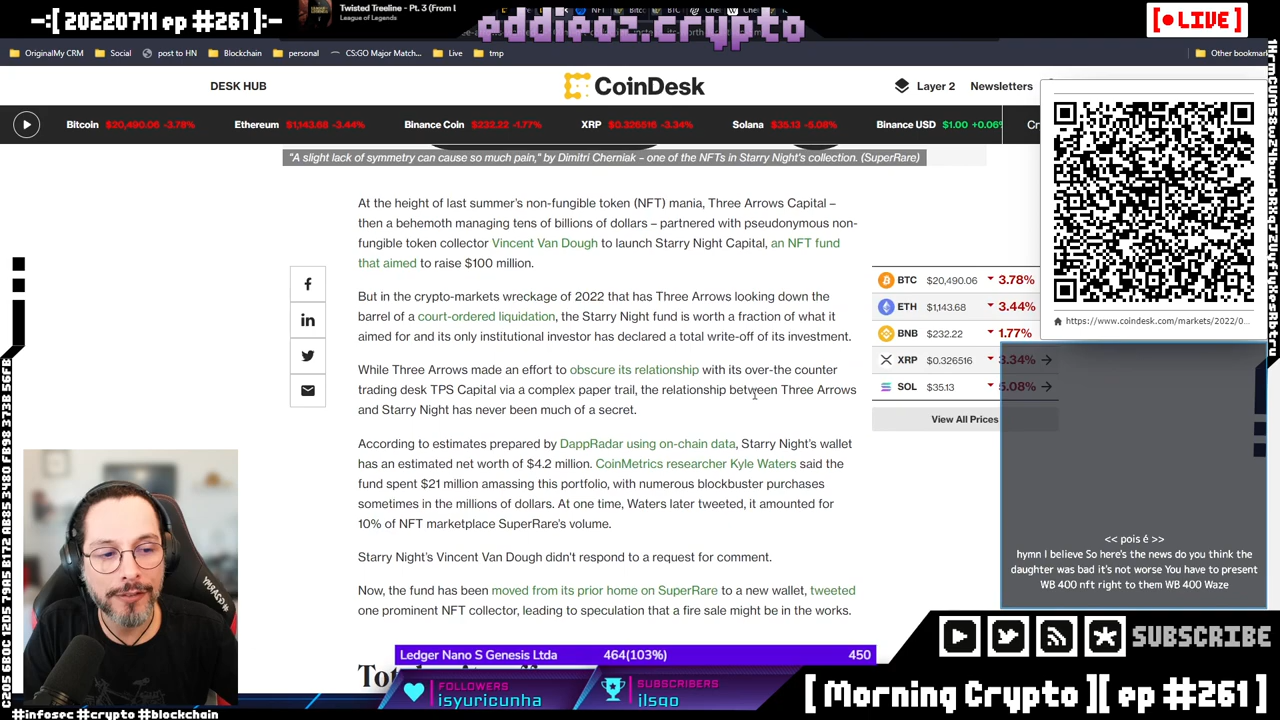 -:[ 20220711 ep #261 ]:-
Twisted Treeline - Pt. 3 (From L
League of Legends
eddieoz.crypto
[ LIVE ]
OriginalMy CRM
Social
post to HN
Blockchain
personal
CS:GO Major Match...
Live
tmp
Other bookmar
DESK HUB
CoinDesk
Layer 2
Newsletters
Bitcoin $20,490.06 -3.78%
Ethereum $1,143.68 -3.44%
Binance Coin $232.22 -1.77%
XRP $0.326516 -3.34%
Solana $35.13 -5.08%
Binance USD $1.00 +0.06
"A slight lack of symmetry can cause so much pain," by Dimitri Cherniak – one of the NFTs in Starry Night's collection. (SuperRare)
At the height of last summer's non-fungible token (NFT) mania, Three Arrows Capital –
then a behemoth managing tens of billions of dollars – partnered with pseudonymous non-
fungible token collector Vincent Van Dough to launch Starry Night Capital, an NFT fund
that aimed to raise $100 million.
But in the crypto-markets wreckage of 2022 that has Three Arrows looking down the
barrel of a court-ordered liquidation, the Starry Night fund is worth a fraction of what it
aimed for and its only institutional investor has declared a total write-off of its investment.
While Three Arrows made an effort to obscure its relationship with its over-the counter
trading desk TPS Capital via a complex paper trail, the relationship between Three Arrows
and Starry Night has never been much of a secret.
According to estimates prepared by DappRadar using on-chain data, Starry Night's wallet
has an estimated net worth of $4.2 million. CoinMetrics researcher Kyle Waters said the
fund spent $21 million amassing this portfolio, with numerous blockbuster purchases
sometimes in the millions of dollars. At one time, Waters later tweeted, it amounted for
10% of NFT marketplace SuperRare's volume.
Starry Night's Vincent Van Dough didn't respond to a request for comment.
Now, the fund has been moved from its prior home on SuperRare to a new wallet, tweeted
one prominent NFT collector, leading to speculation that a fire sale might be in the works.
BTC $20,490.06 3.78%
ETH $1,143.68 3.44%
BNB $232.22 1.77%
XRP $0.326516 3.34%
SOL $35.13 5.08%
View All Prices
https://www.coindesk.com/markets/2022/0...
<< pois é >>
hymn I believe So here's the news do you think the
daughter was bad it's not worse You have to present
WB 400 nft right to them WB 400 Waze
Ledger Nano S Genesis Ltda 464(103%) 450
FOLLOWERS
isyuricunha
SUBSCRIBERS
ilsgo
SUBSCRIBE
[ Morning Crypto ][ ep #261 ]
#infosec #crypto #blockchain